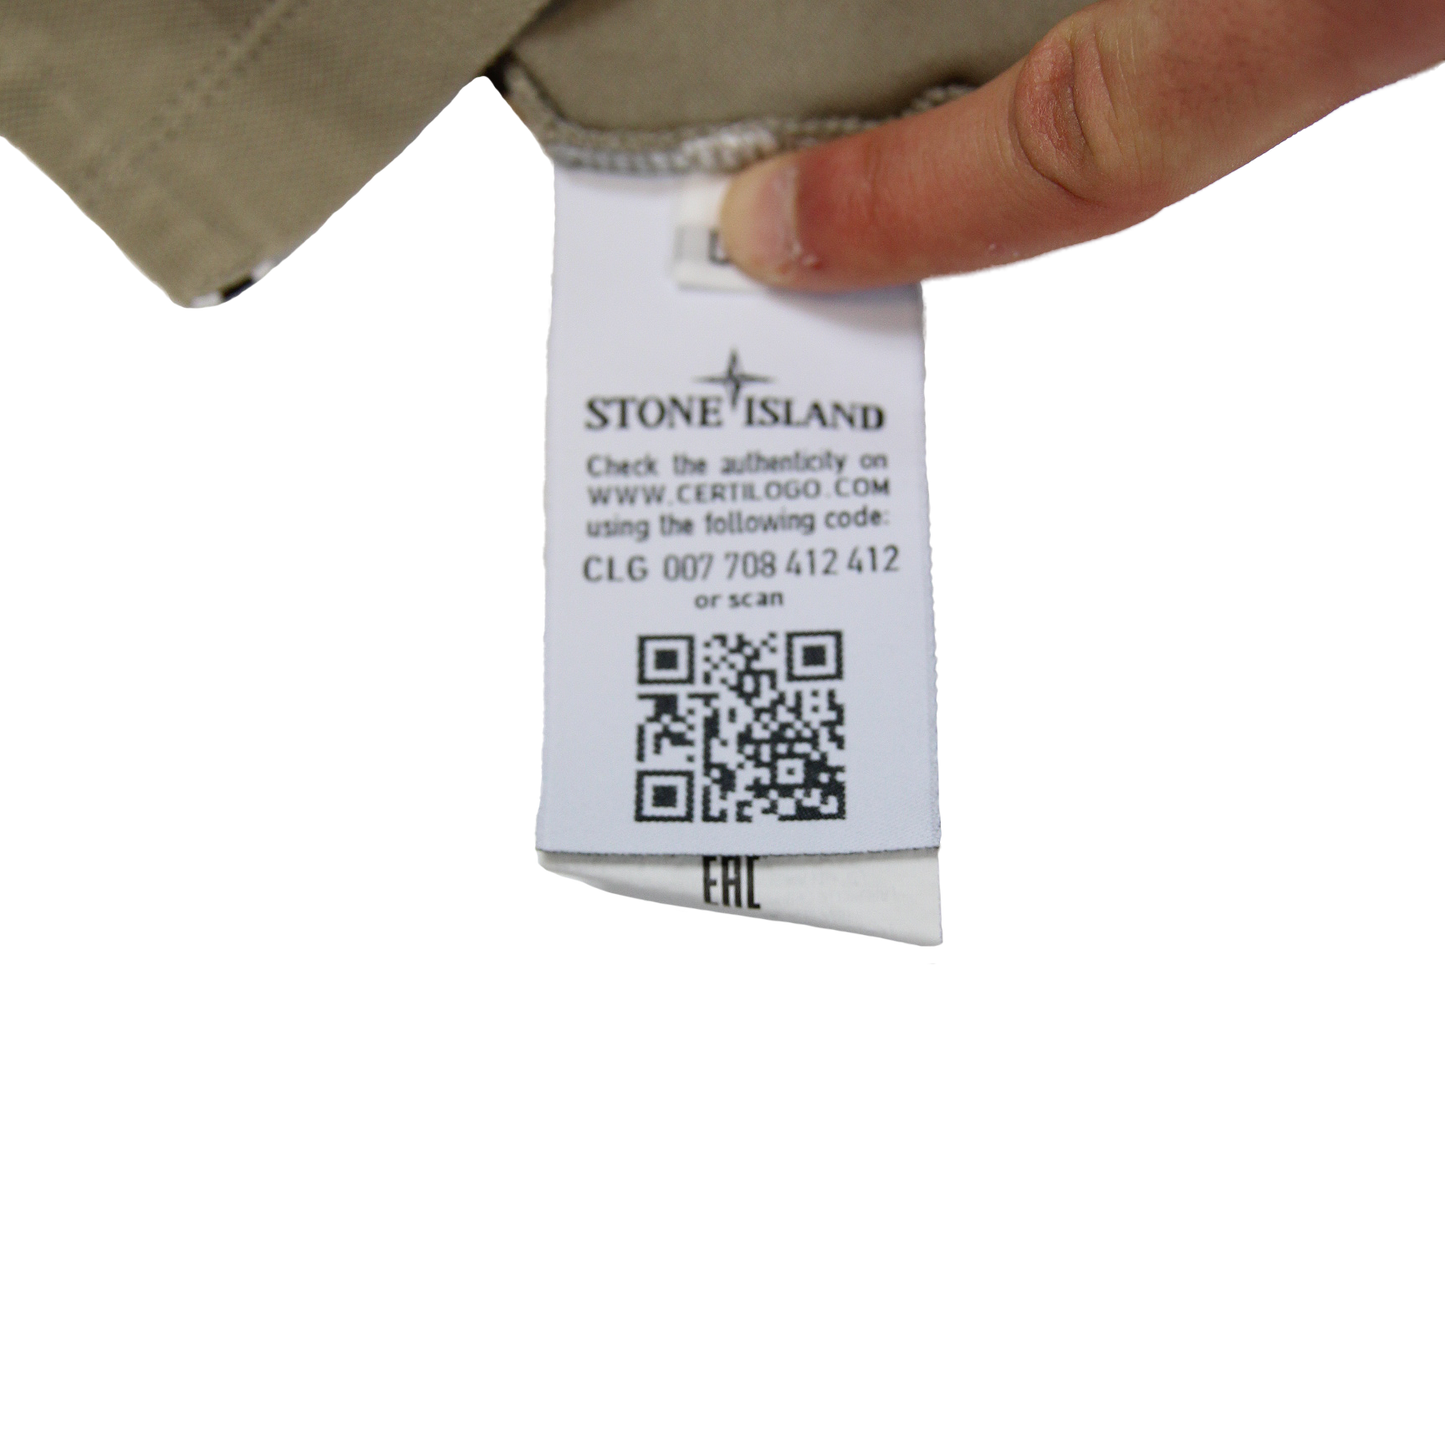 STONE ISLAND
Check the authenticity on
WWW.CERTILOGO.COM
using the following code:
CLG 007 708 412 412
or scan
EAC